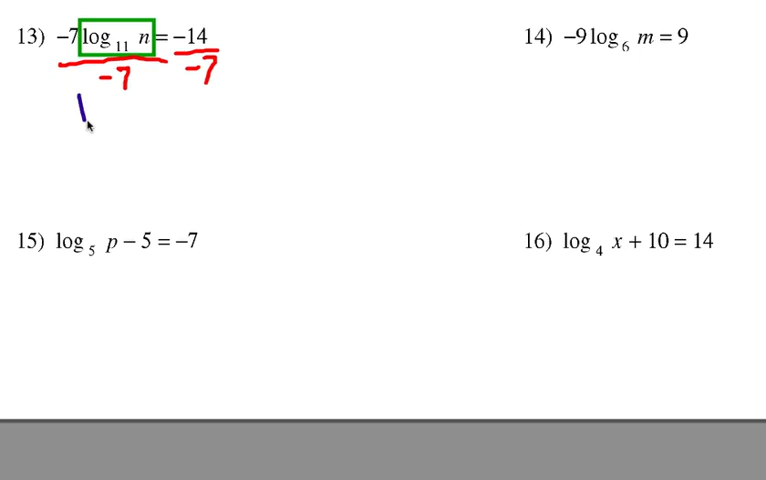 13) −7 log₁₁ n = −14
-7 -7
14) −9 log₆ m = 9
15) log₅ p − 5 = −7
16) log₄ x + 10 = 14